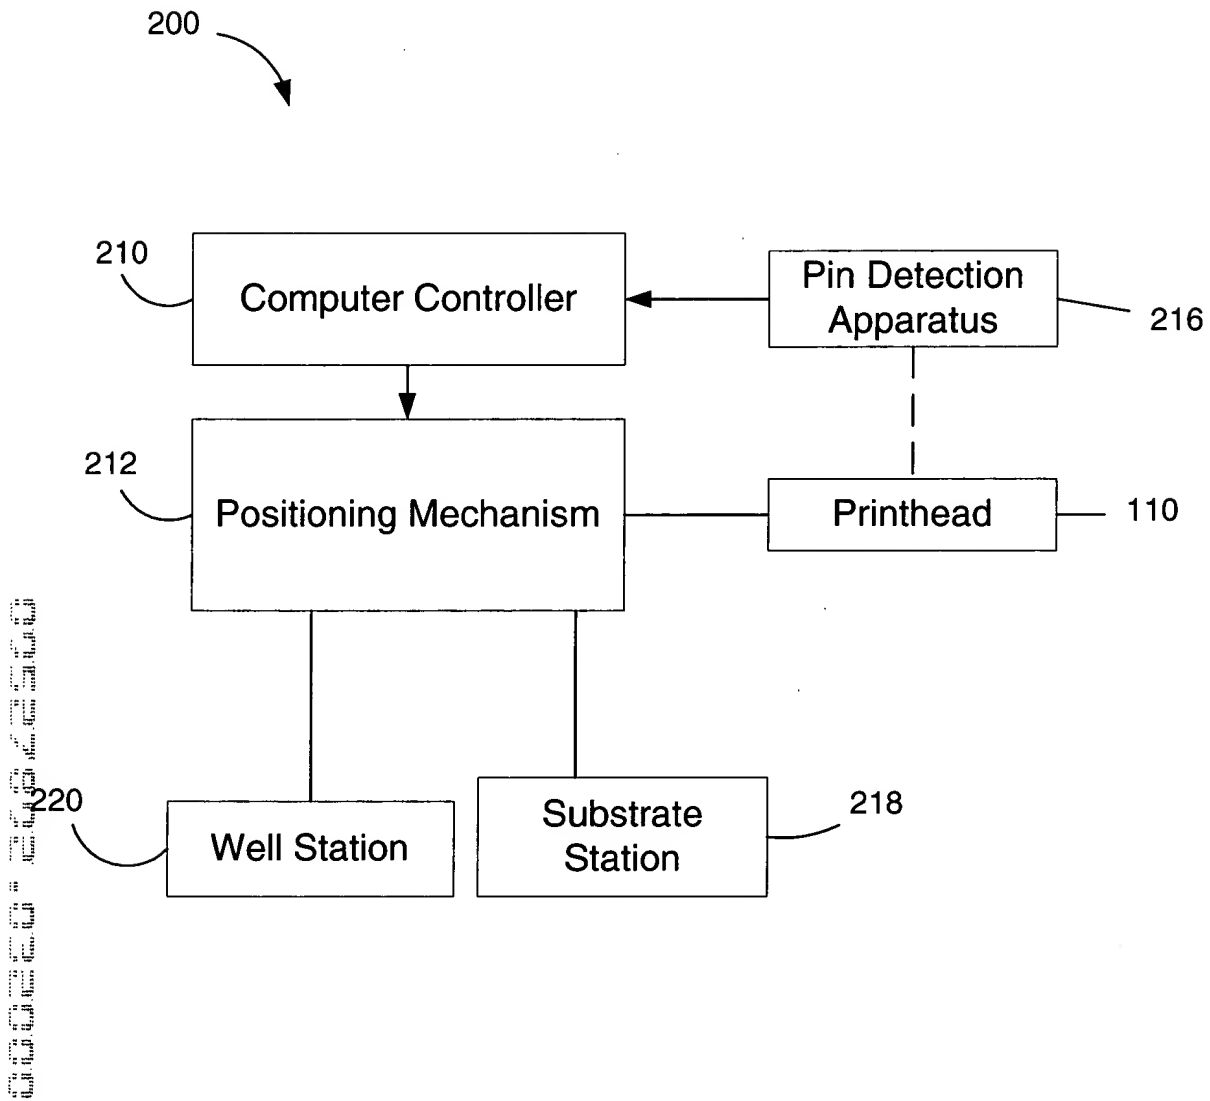 200
210
Computer Controller
Pin Detection
Apparatus
216
212
Positioning Mechanism
Printhead
110
220
Well Station
Substrate
Station
218